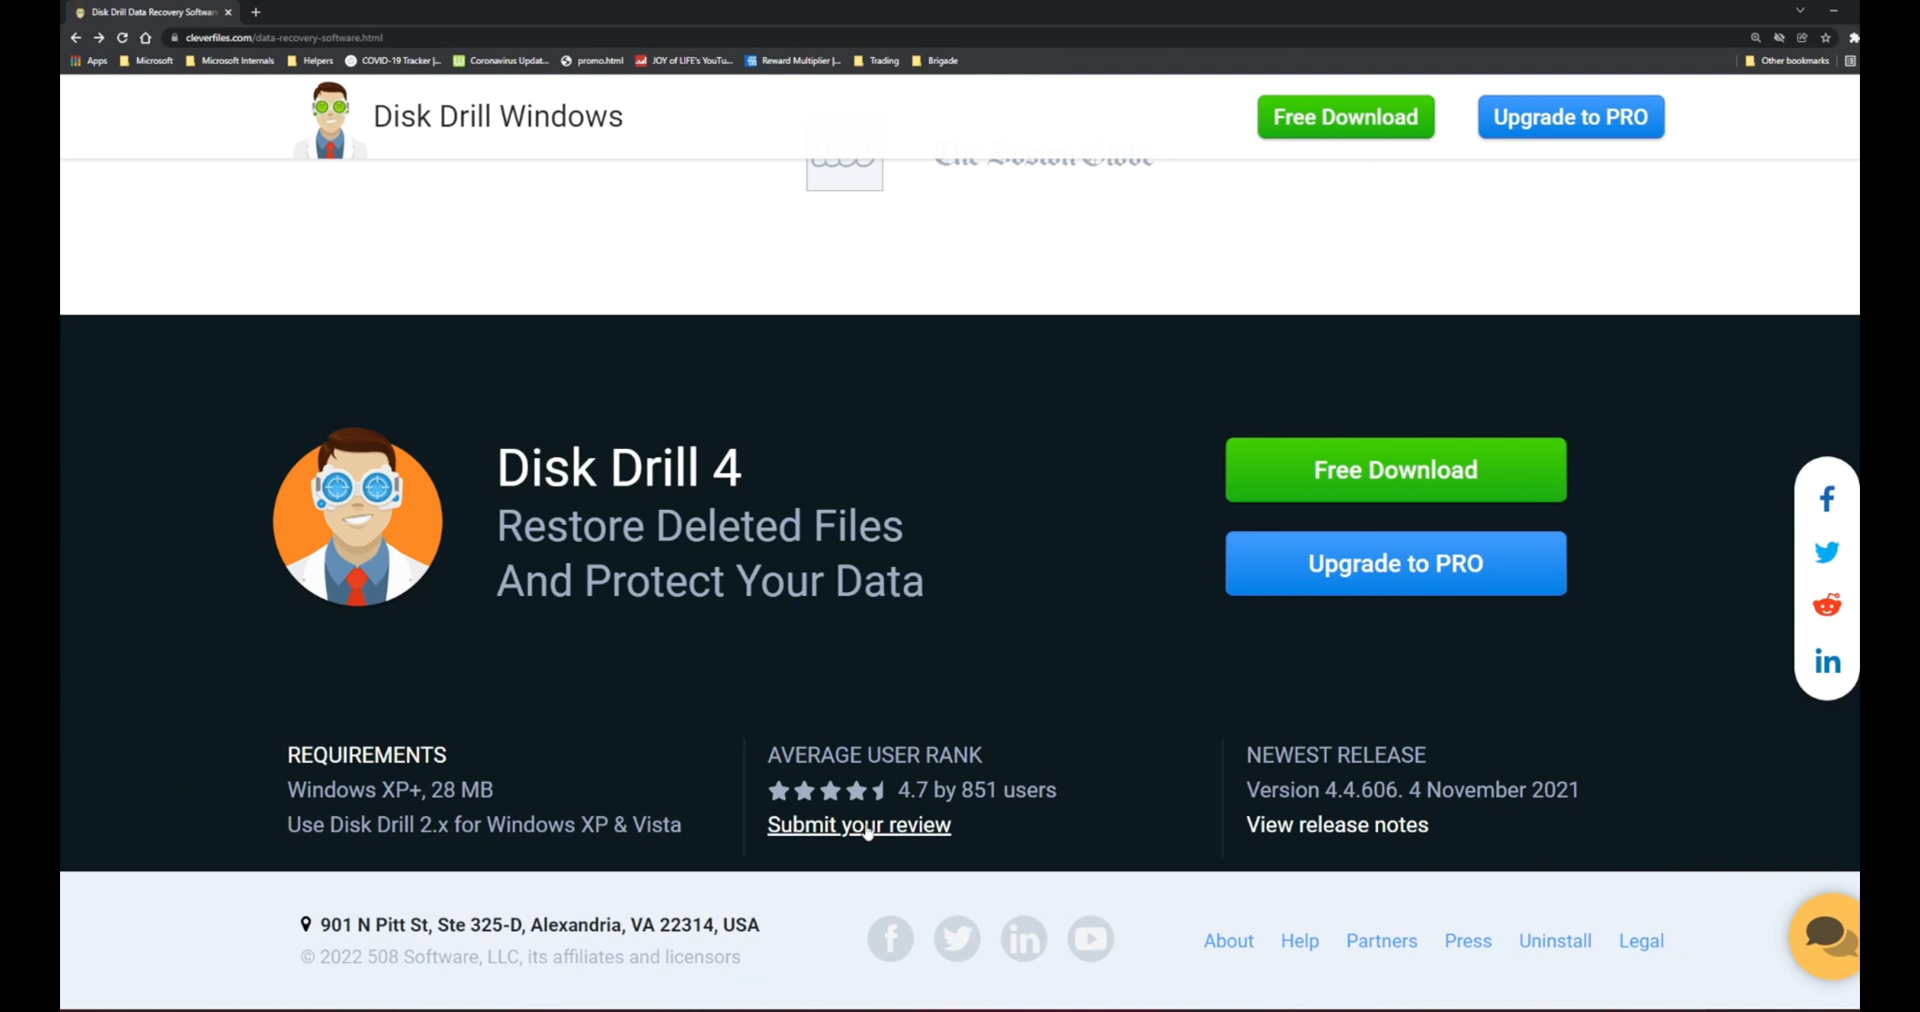 Disk Drill Data Recovery Softwar
cleverfiles.com/data-recovery-software.html
Apps Microsoft Microsoft Internals Helpers COVID-19 Tracker |... Coronavirus Updat... promo.html JOY of LIFE's YouTu... Reward Multiplier |... Trading Brigade Other bookmarks
Disk Drill Windows
Free Download Upgrade to PRO
The Boston Globe
Disk Drill 4
Restore Deleted Files
And Protect Your Data
Free Download
Upgrade to PRO
REQUIREMENTS
Windows XP+, 28 MB
Use Disk Drill 2.x for Windows XP & Vista
AVERAGE USER RANK
4.7 by 851 users
Submit your review
NEWEST RELEASE
Version 4.4.606. 4 November 2021
View release notes
901 N Pitt St, Ste 325-D, Alexandria, VA 22314, USA
© 2022 508 Software, LLC, its affiliates and licensors
About Help Partners Press Uninstall Legal